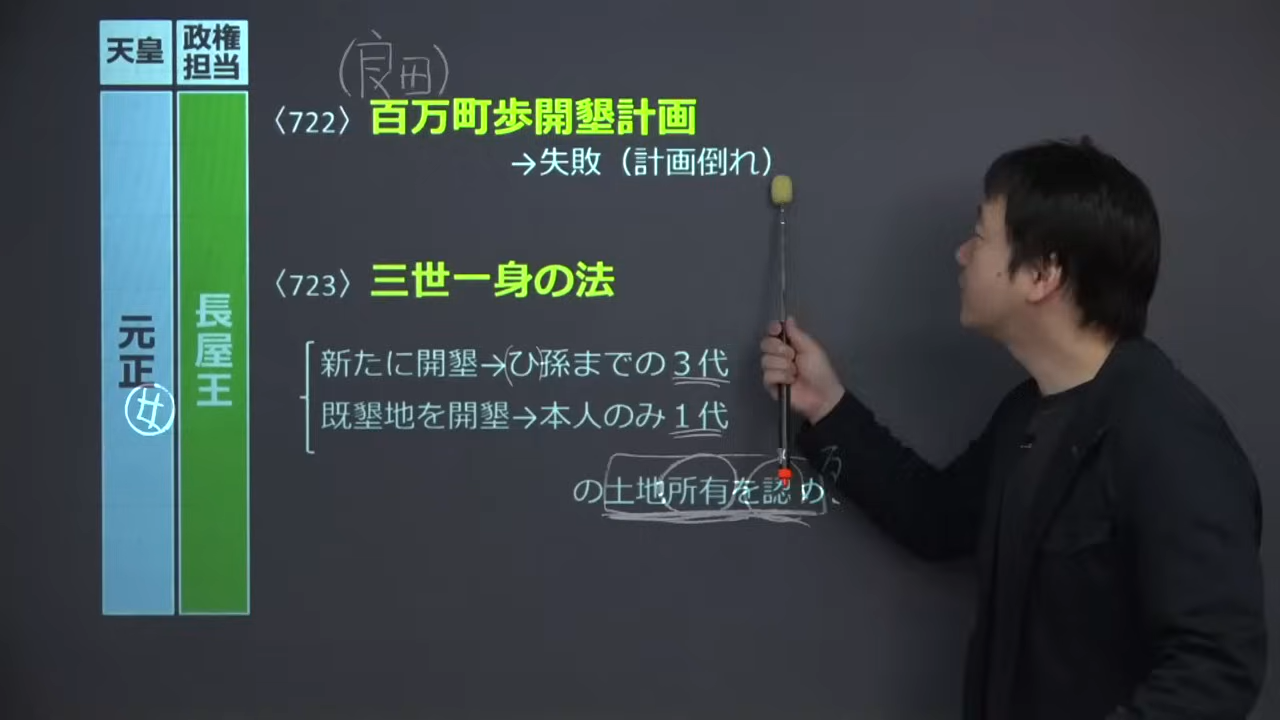 天皇
政権
担当
元正
女
長屋王
(良田)
〈722〉百万町歩開墾計画
→失敗（計画倒れ）
〈723〉三世一身の法
新たに開墾→(ひ)孫までの３代
既墾地を開墾→本人のみ１代
の土地所有を認め